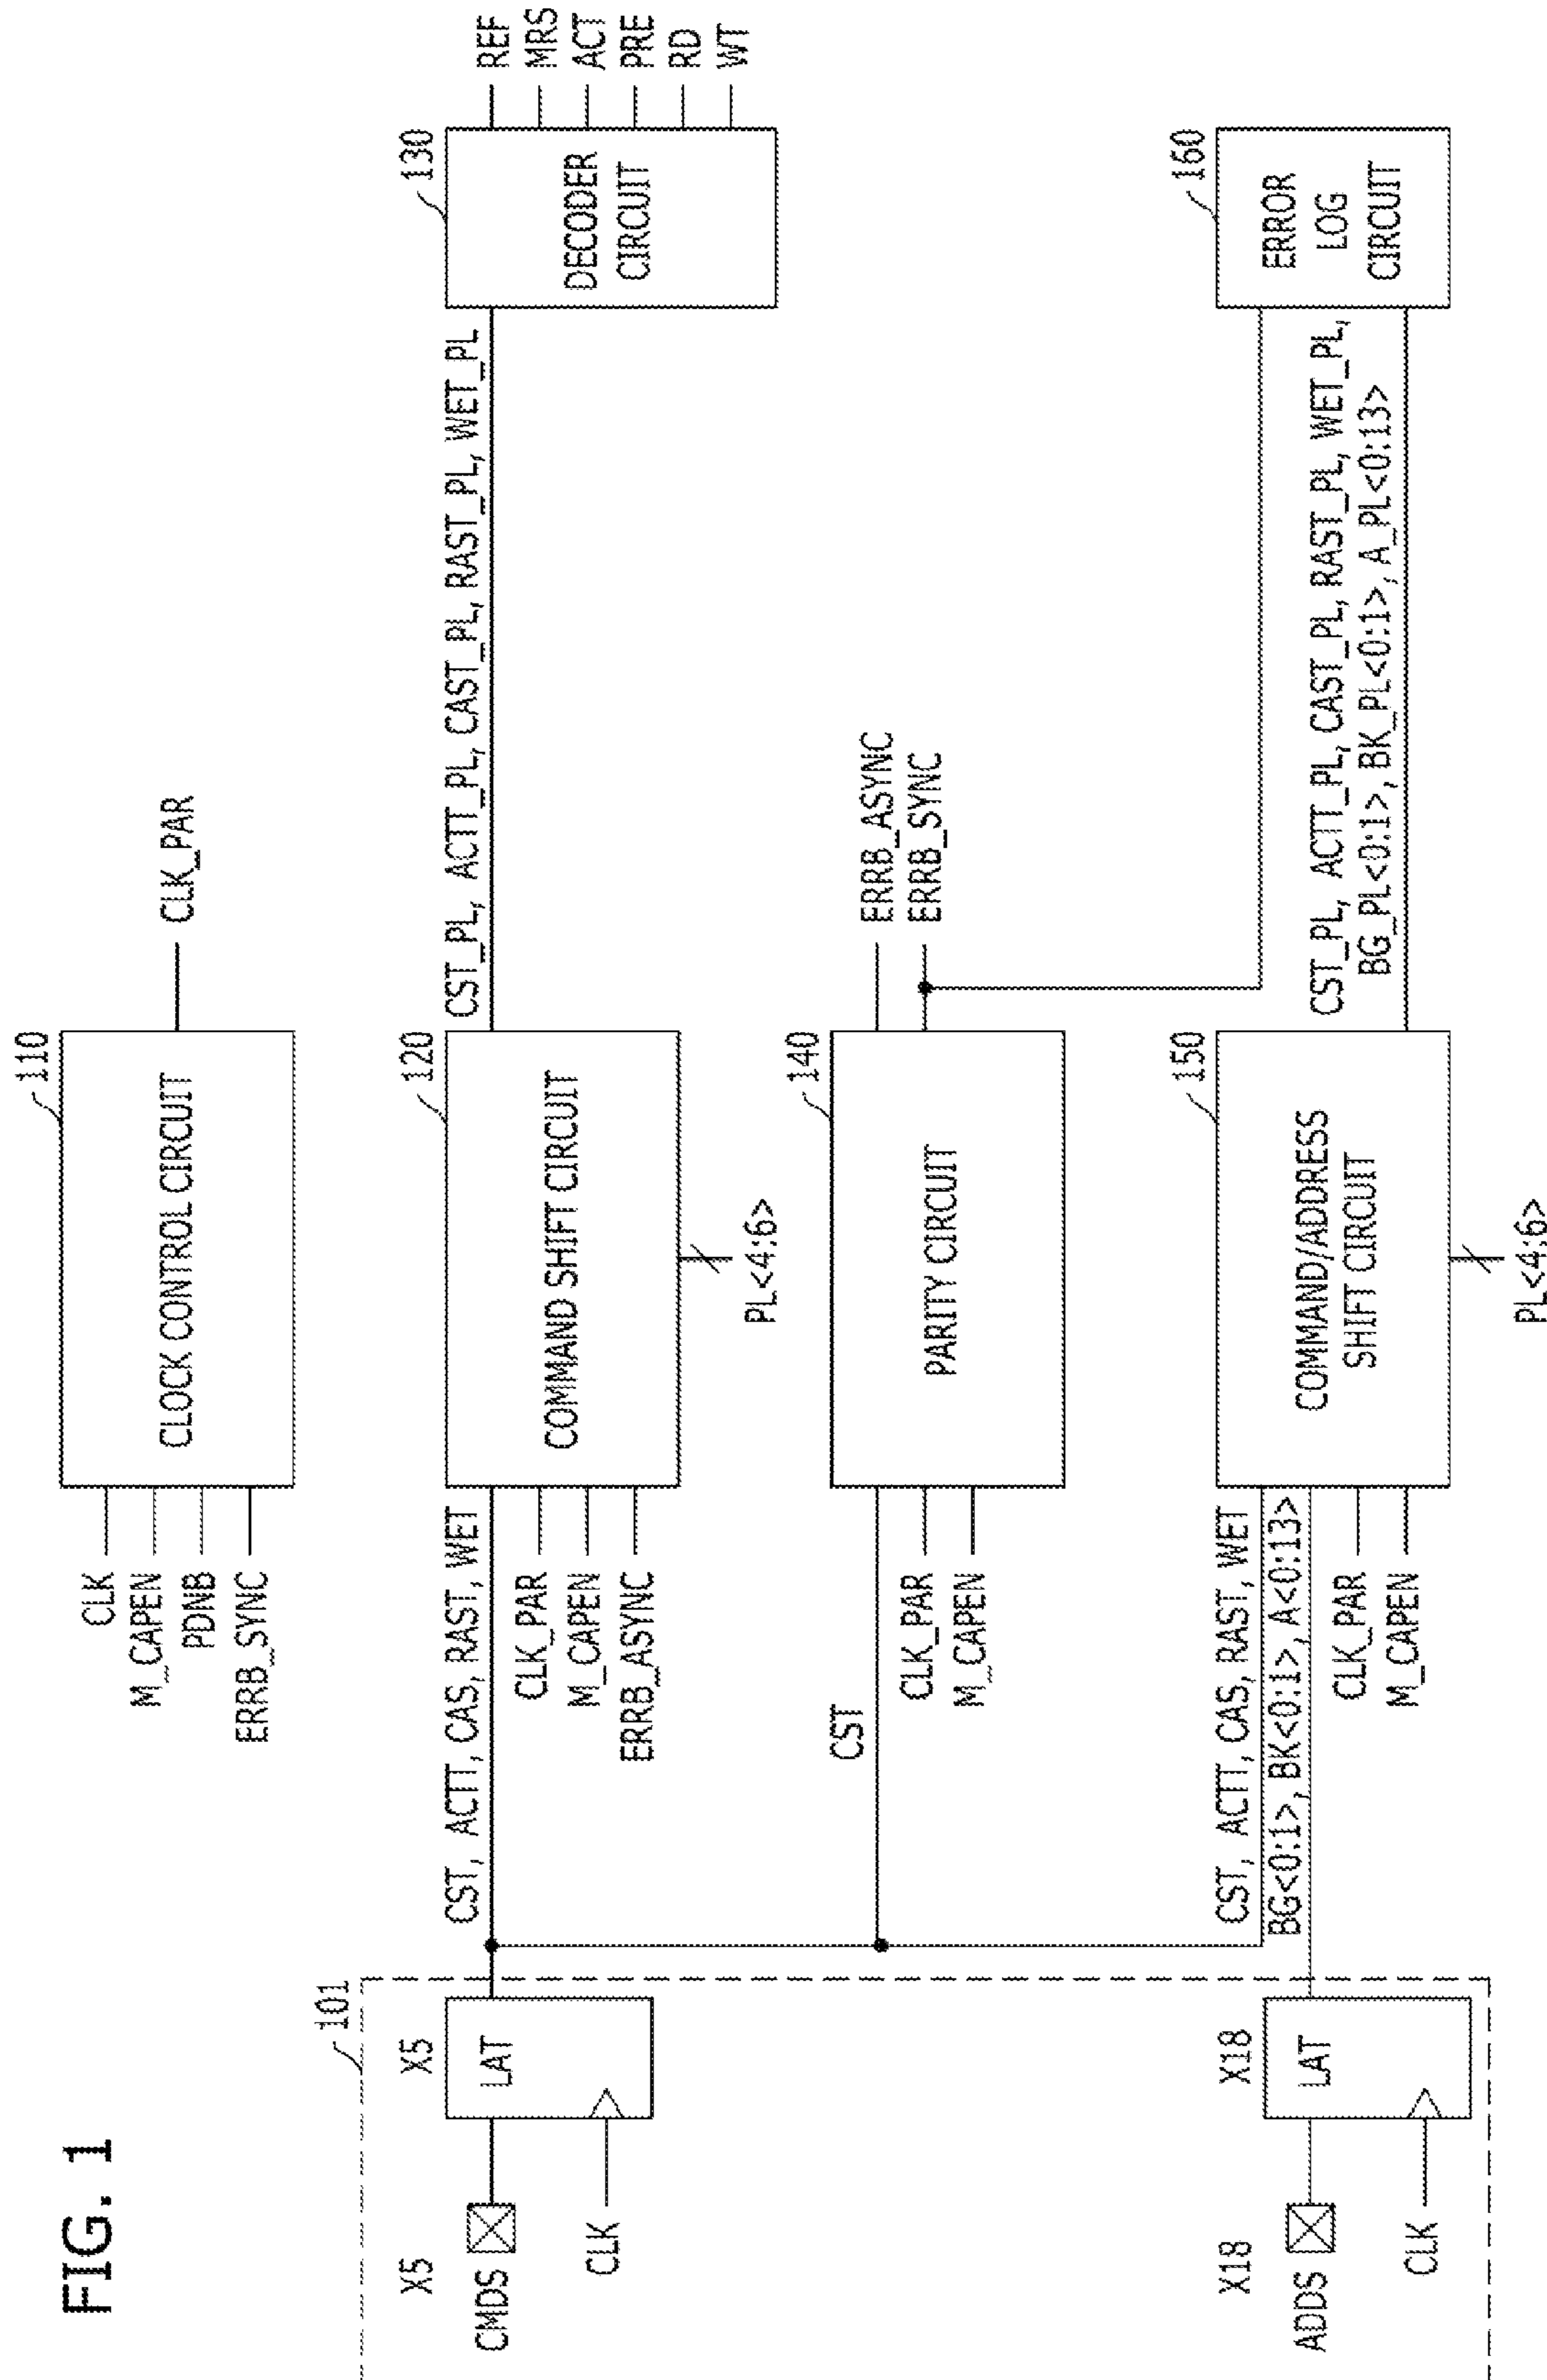 FIG. 1
110
CLK
M_CAPEN
PDNB
ERRB_SYNC
CLOCK CONTROL CIRCUIT
CLK_PAR
101
X5
X5
CMDS
LAT
CLK
CST, ACTT, CAS, RAST, WET
CLK_PAR
M_CAPEN
ERRB_ASYNC
120
COMMAND SHIFT CIRCUIT
PL<4:6>
CST_PL, ACTT_PL, CAST_PL, RAST_PL, WET_PL
130
DECODER
CIRCUIT
REF
MRS
ACT
PRE
RD
WT
CST
CLK_PAR
M_CAPEN
140
PARITY CIRCUIT
ERRB_ASYNC
ERRB_SYNC
X18
X18
ADDS
LAT
CLK
CST, ACTT, CAS, RAST, WET
BG<0:1>, BK<0:1>, A<0:13>
CLK_PAR
M_CAPEN
150
COMMAND/ADDRESS
SHIFT CIRCUIT
PL<4:6>
CST_PL, ACTT_PL, CAST_PL, RAST_PL, WET_PL,
BG_PL<0:1>, BK_PL<0:1>, A_PL<0:13>
160
ERROR
LOG
CIRCUIT